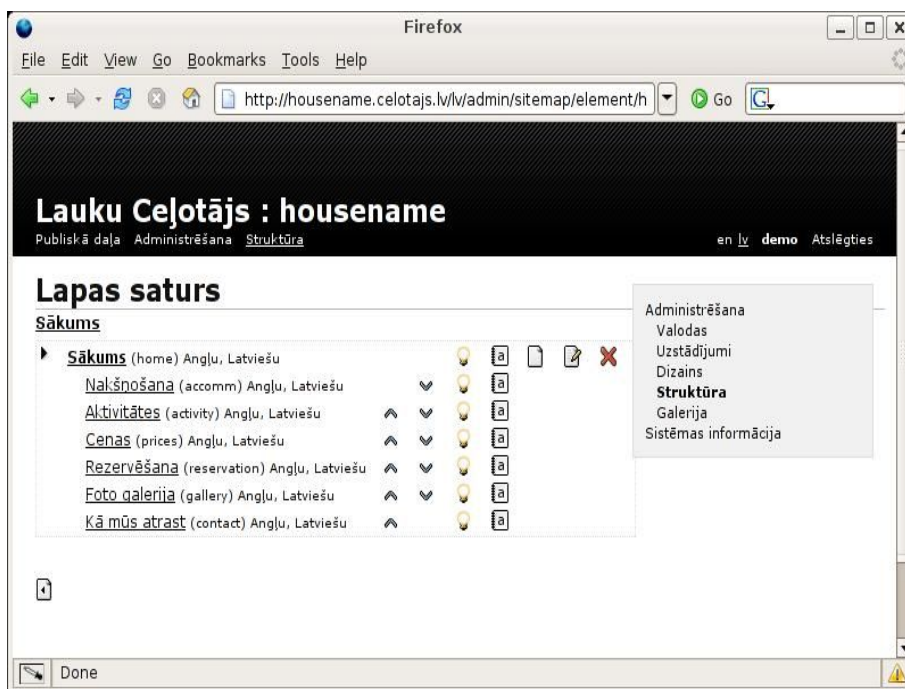 Firefox
File Edit View Go Bookmarks Tools Help
http://housename.celotajs.lv/lv/admin/sitemap/element/h Go G
Lauku Ceļotājs : housename
Publiskā daļa Administrēšana Struktūra en lv demo Atslēgties
Lapas saturs
Sākums
Sākums (home) Angļu, Latviešu a
Nakšņošana (accomm) Angļu, Latviešu a
Aktivitātes (activity) Angļu, Latviešu a
Cenas (prices) Angļu, Latviešu a
Rezervēšana (reservation) Angļu, Latviešu a
Foto galerija (gallery) Angļu, Latviešu a
Kā mūs atrast (contact) Angļu, Latviešu a
Administrēšana
Valodas
Uzstādījumi
Dizains
Struktūra
Galerija
Sistēmas informācija
Done